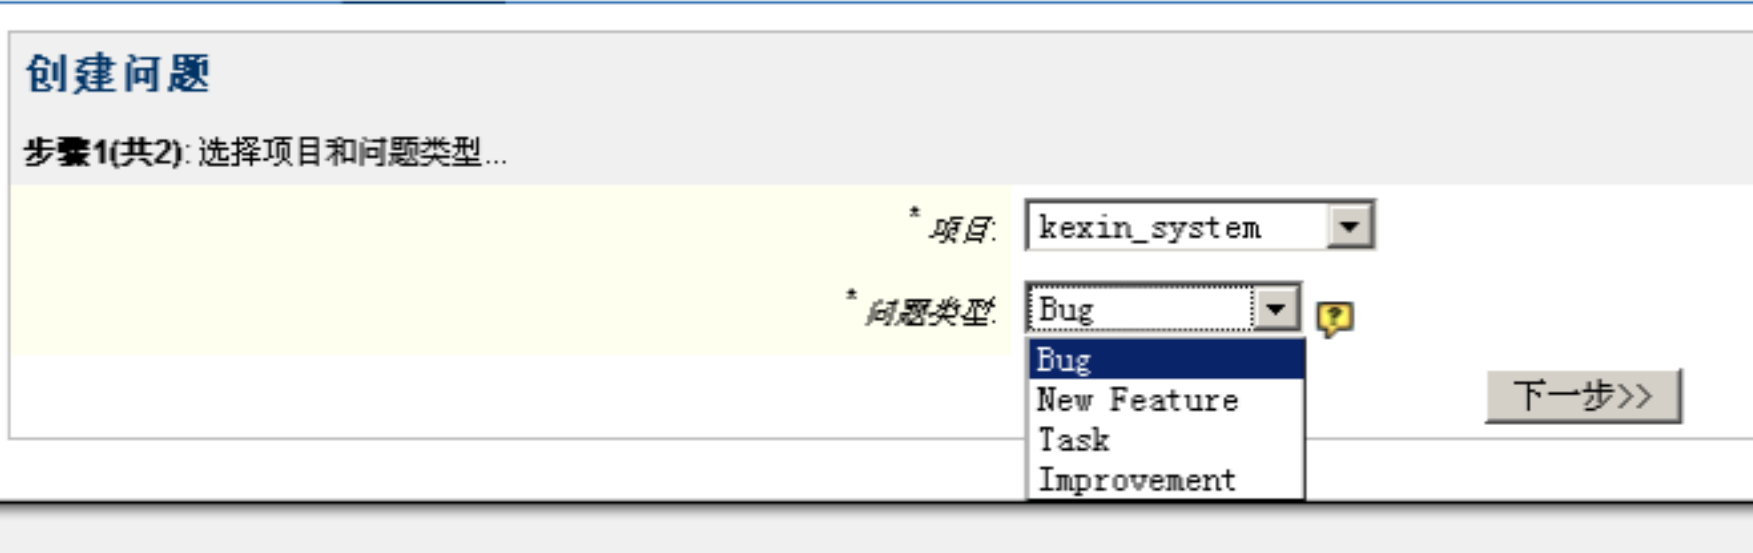 创建问题
步骤1(共2): 选择项目和问题类型...
* 项目: kexin_system
* 问题类型: Bug
Bug
New Feature
下一步>>
Task
Improvement